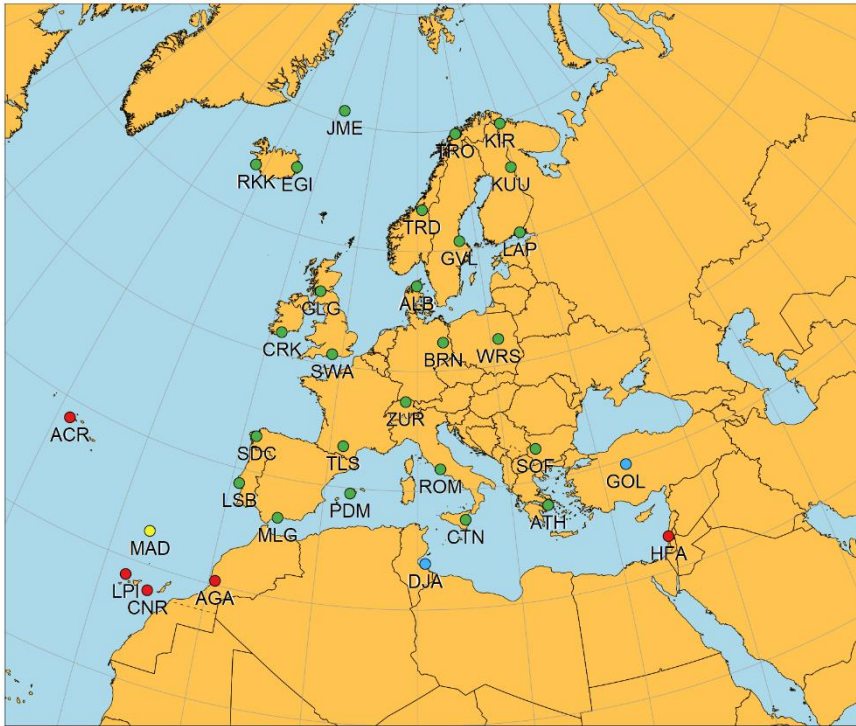 JME
KIR
TRO
RKK
EGI
KUU
TRD
GVL
LAP
GLG
ALB
CRK
SWA
BRN
WRS
ZUR
ACR
SDC
TLS
SOF
ROM
GOL
LSB
PDM
MLG
CTN
ATH
MAD
HFA
LPI
CNR
AGA
DJA